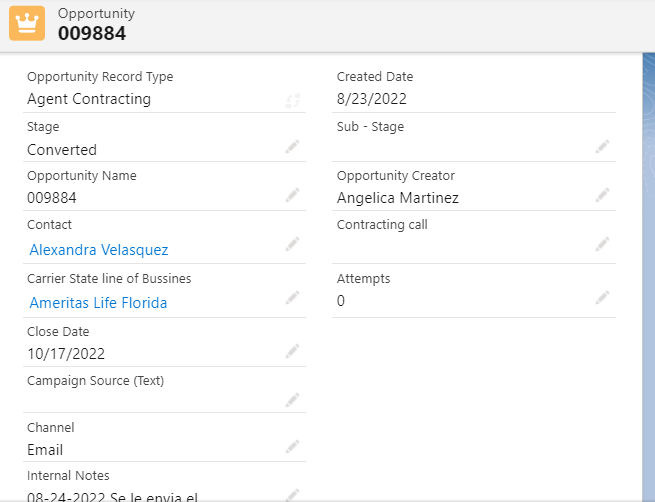 Opportunity
009884
Opportunity Record Type
Agent Contracting
Stage
Converted
Opportunity Name
009884
Contact
Alexandra Velasquez
Carrier State line of Bussines
Ameritas Life Florida
Close Date
10/17/2022
Campaign Source (Text)
Channel
Email
Internal Notes
08-24-2022 Se le envia el
Created Date
8/23/2022
Sub - Stage
Opportunity Creator
Angelica Martinez
Contracting call
Attempts
0